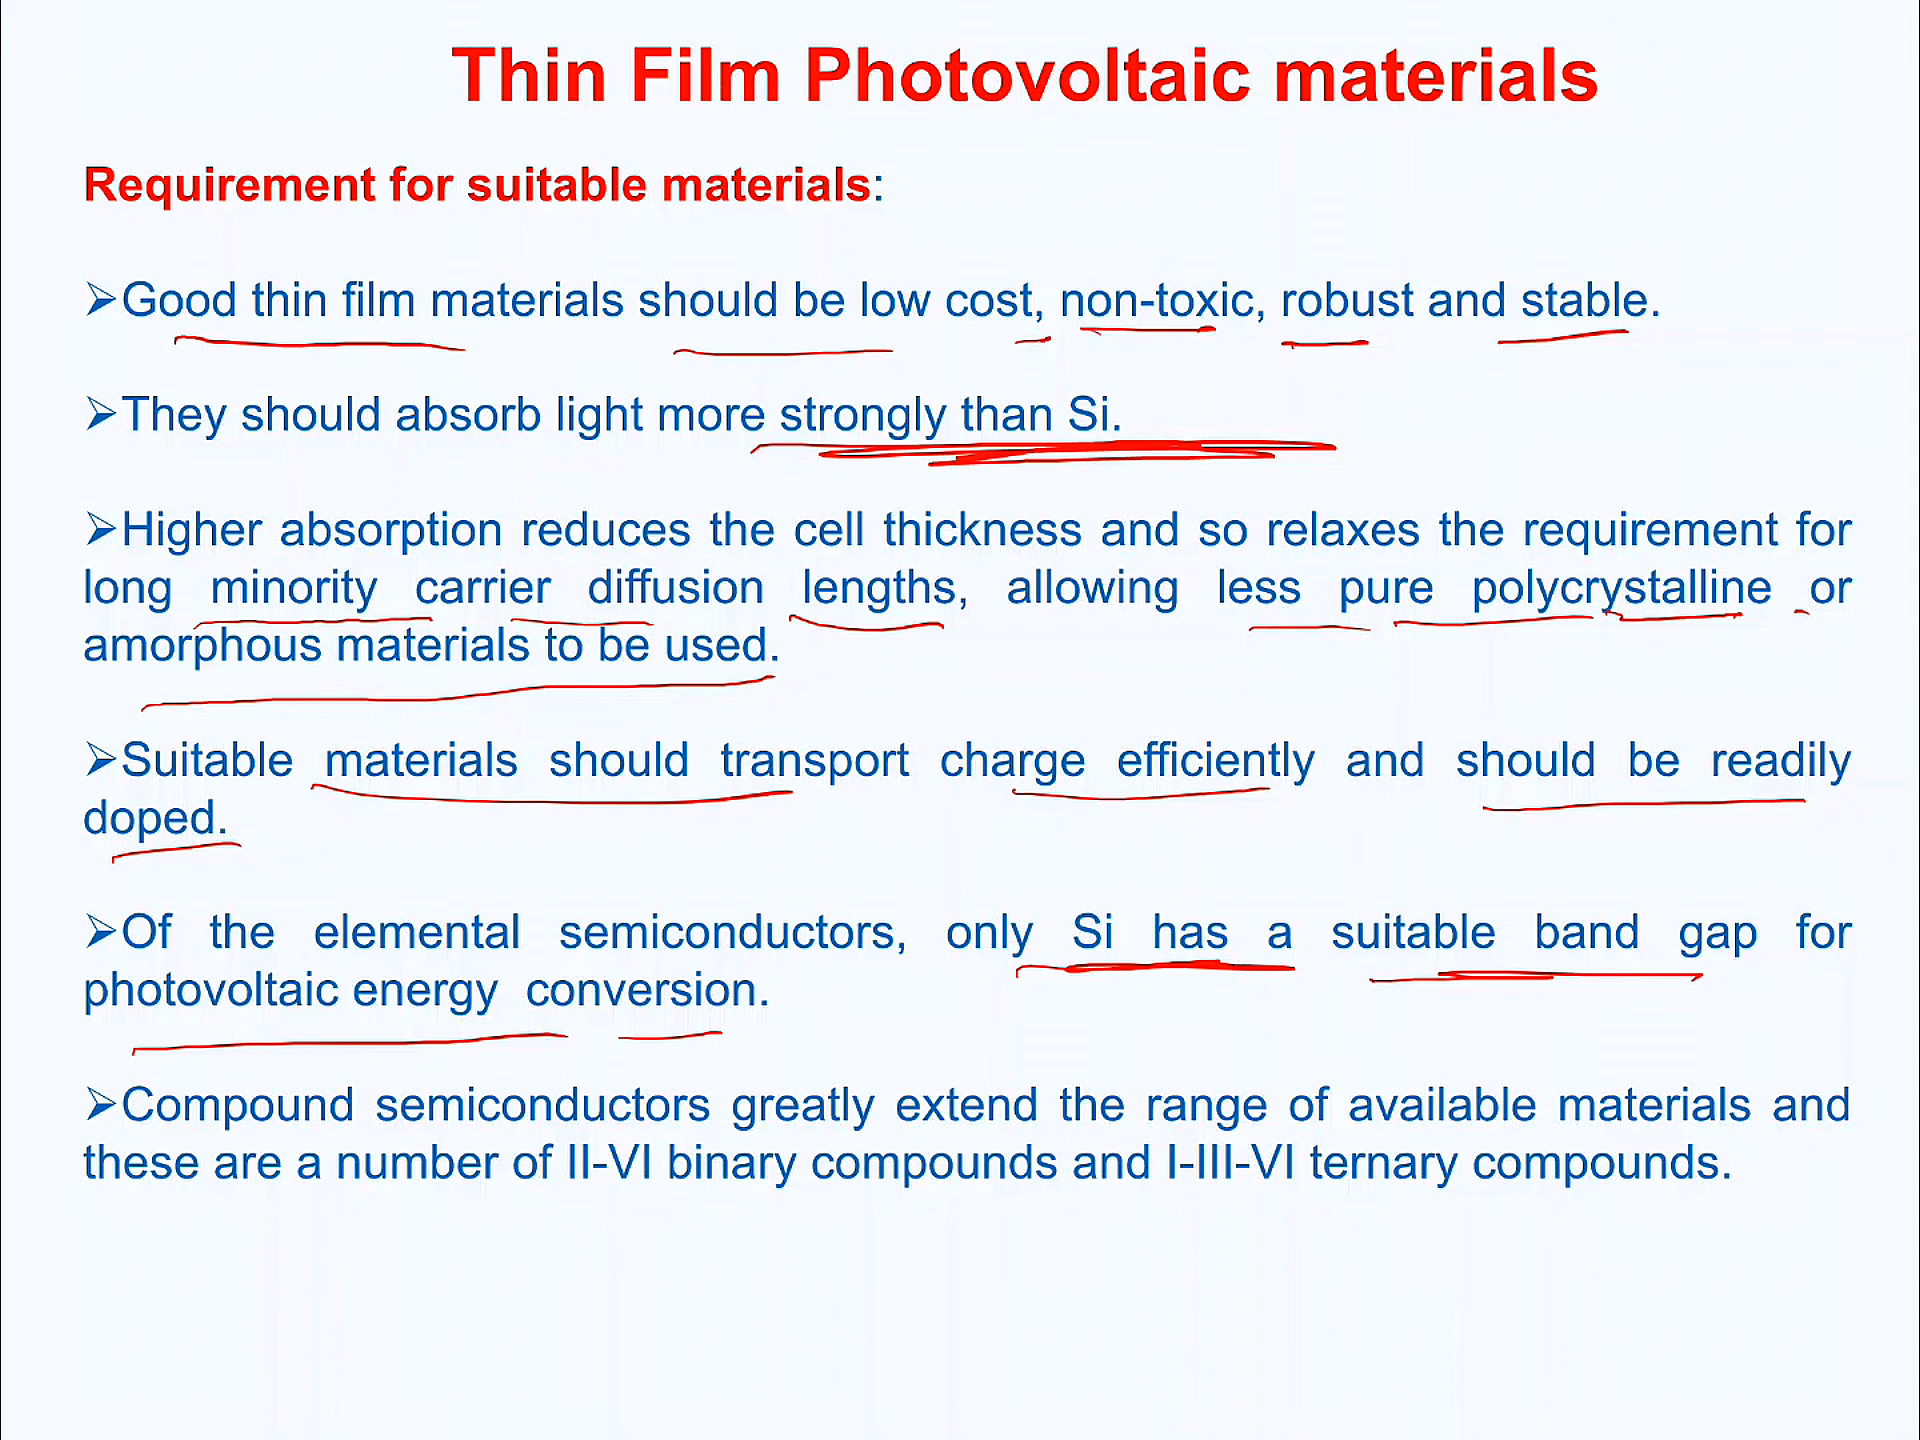 Thin Film Photovoltaic materials
Requirement for suitable materials:
➢Good thin film materials should be low cost, non-toxic, robust and stable.
➢They should absorb light more strongly than Si.
➢Higher absorption reduces the cell thickness and so relaxes the requirement for
long minority carrier diffusion lengths, allowing less pure polycrystalline or
amorphous materials to be used.
➢Suitable materials should transport charge efficiently and should be readily
doped.
➢Of the elemental semiconductors, only Si has a suitable band gap for
photovoltaic energy conversion.
➢Compound semiconductors greatly extend the range of available materials and
these are a number of II-VI binary compounds and I-III-VI ternary compounds.